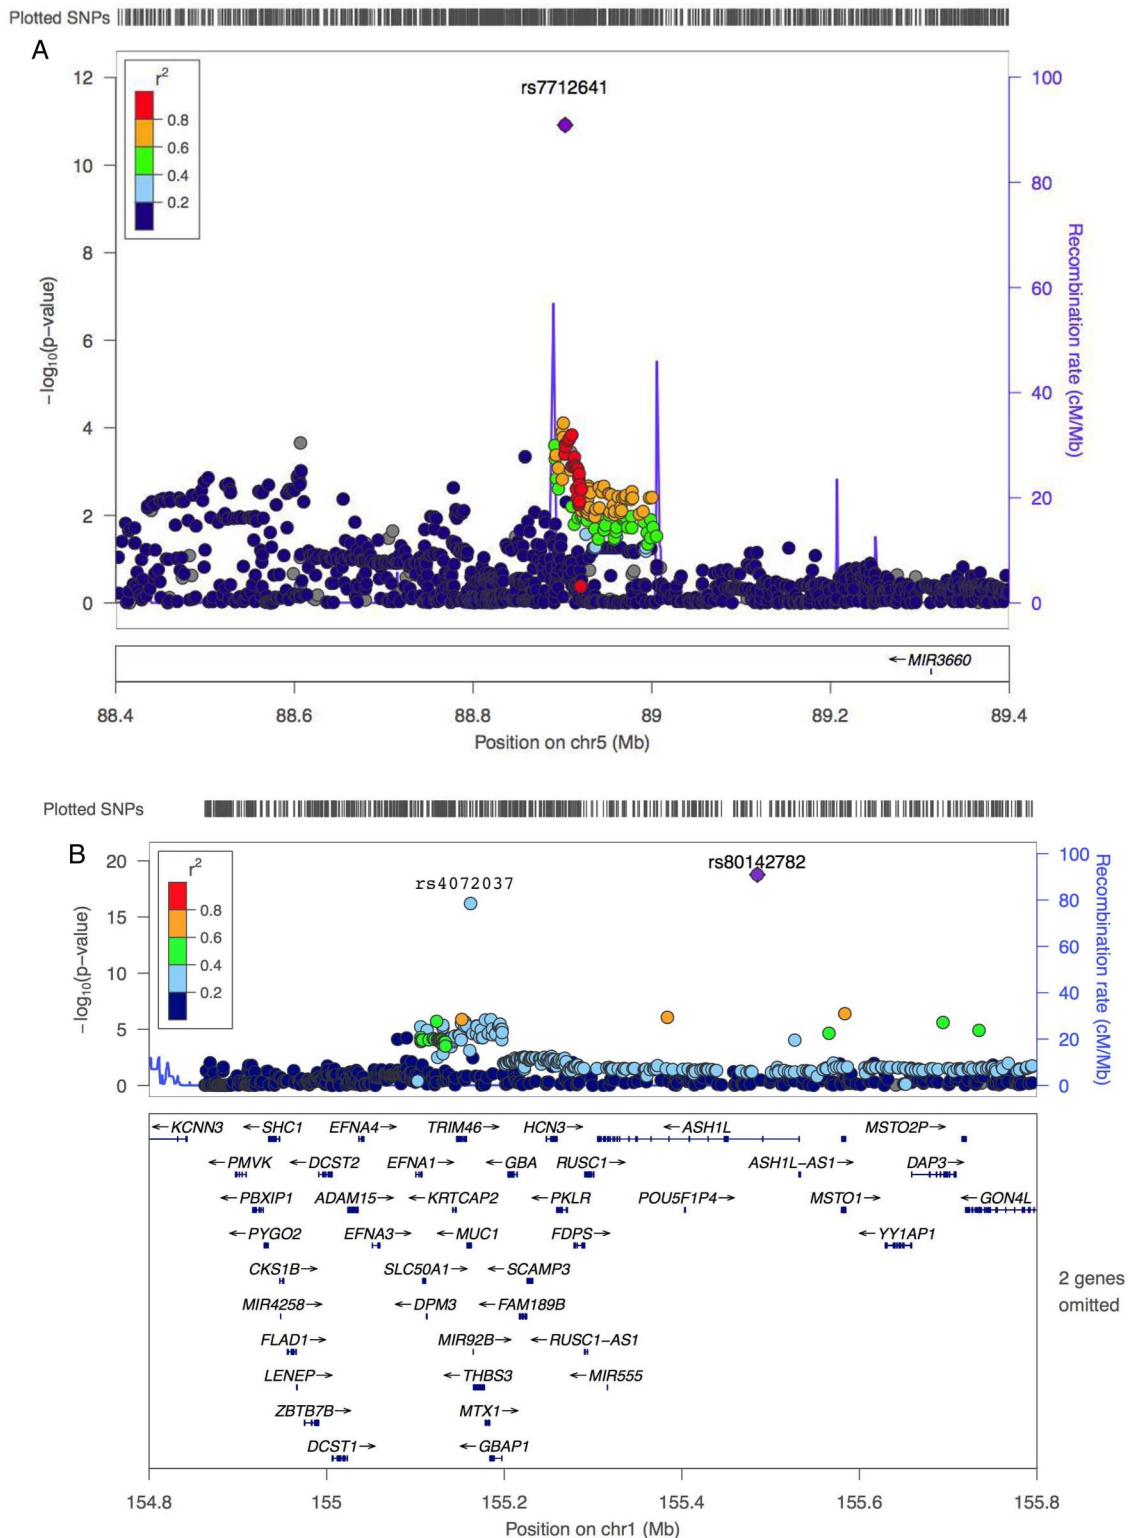 Plotted SNPs
A
r2
0.8
0.6
0.4
0.2
rs7712641
12
10
8
6
4
2
0
−log10(p−value)
100
80
60
40
20
0
Recombination rate (cM/Mb)
←MIR3660
88.4 88.6 88.8 89 89.2 89.4
Position on chr5 (Mb)
Plotted SNPs
B
r2
0.8
0.6
0.4
0.2
rs4072037
rs80142782
20
15
10
5
0
−log10(p−value)
100
80
60
40
20
0
Recombination rate (cM/Mb)
←KCNN3 ←SHC1 EFNA4→ TRIM46→ HCN3→ ←ASH1L MSTO2P→
←PMVK ←DCST2 EFNA1→ ←GBA RUSC1→ ASH1L−AS1→ DAP3→
←PBXIP1 ADAM15→ ←KRTCAP2 ←PKLR POU5F1P4→ MSTO1→ ←GON4L
←PYGO2 EFNA3→ ←MUC1 FDPS→ ←YY1AP1
CKS1B→ SLC50A1→ ←SCAMP3
MIR4258→ ←DPM3 ←FAM189B
FLAD1→ MIR92B→ ←RUSC1−AS1
LENEP→ ←THBS3 ←MIR555
ZBTB7B→ MTX1→
DCST1→ ←GBAP1
2 genes
omitted
154.8 155 155.2 155.4 155.6 155.8
Position on chr1 (Mb)